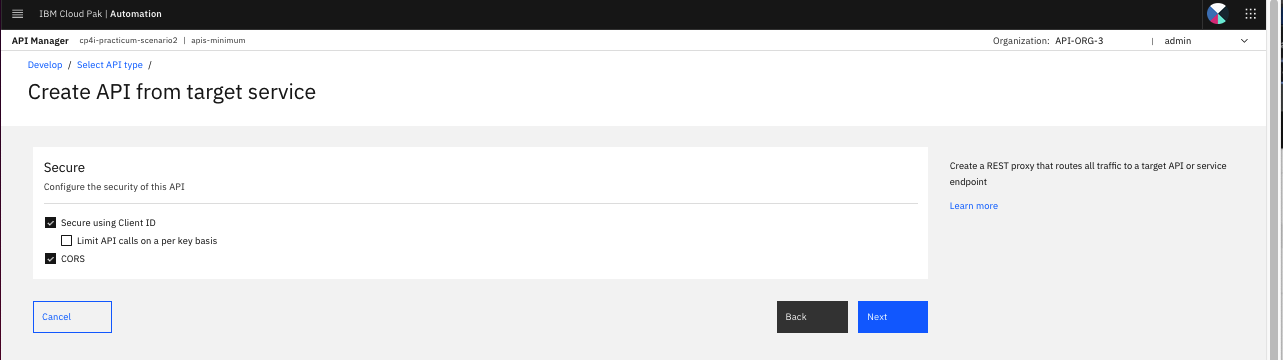 IBM Cloud Pak | Automation
API Manager cp4i-practicum-scenario2 | apis-minimum Organization: API-ORG-3 | admin
Develop / Select API type /
Create API from target service
Secure
Configure the security of this API
Secure using Client ID
Limit API calls on a per key basis
CORS
Create a REST proxy that routes all traffic to a target API or service
endpoint
Learn more
Cancel Back Next